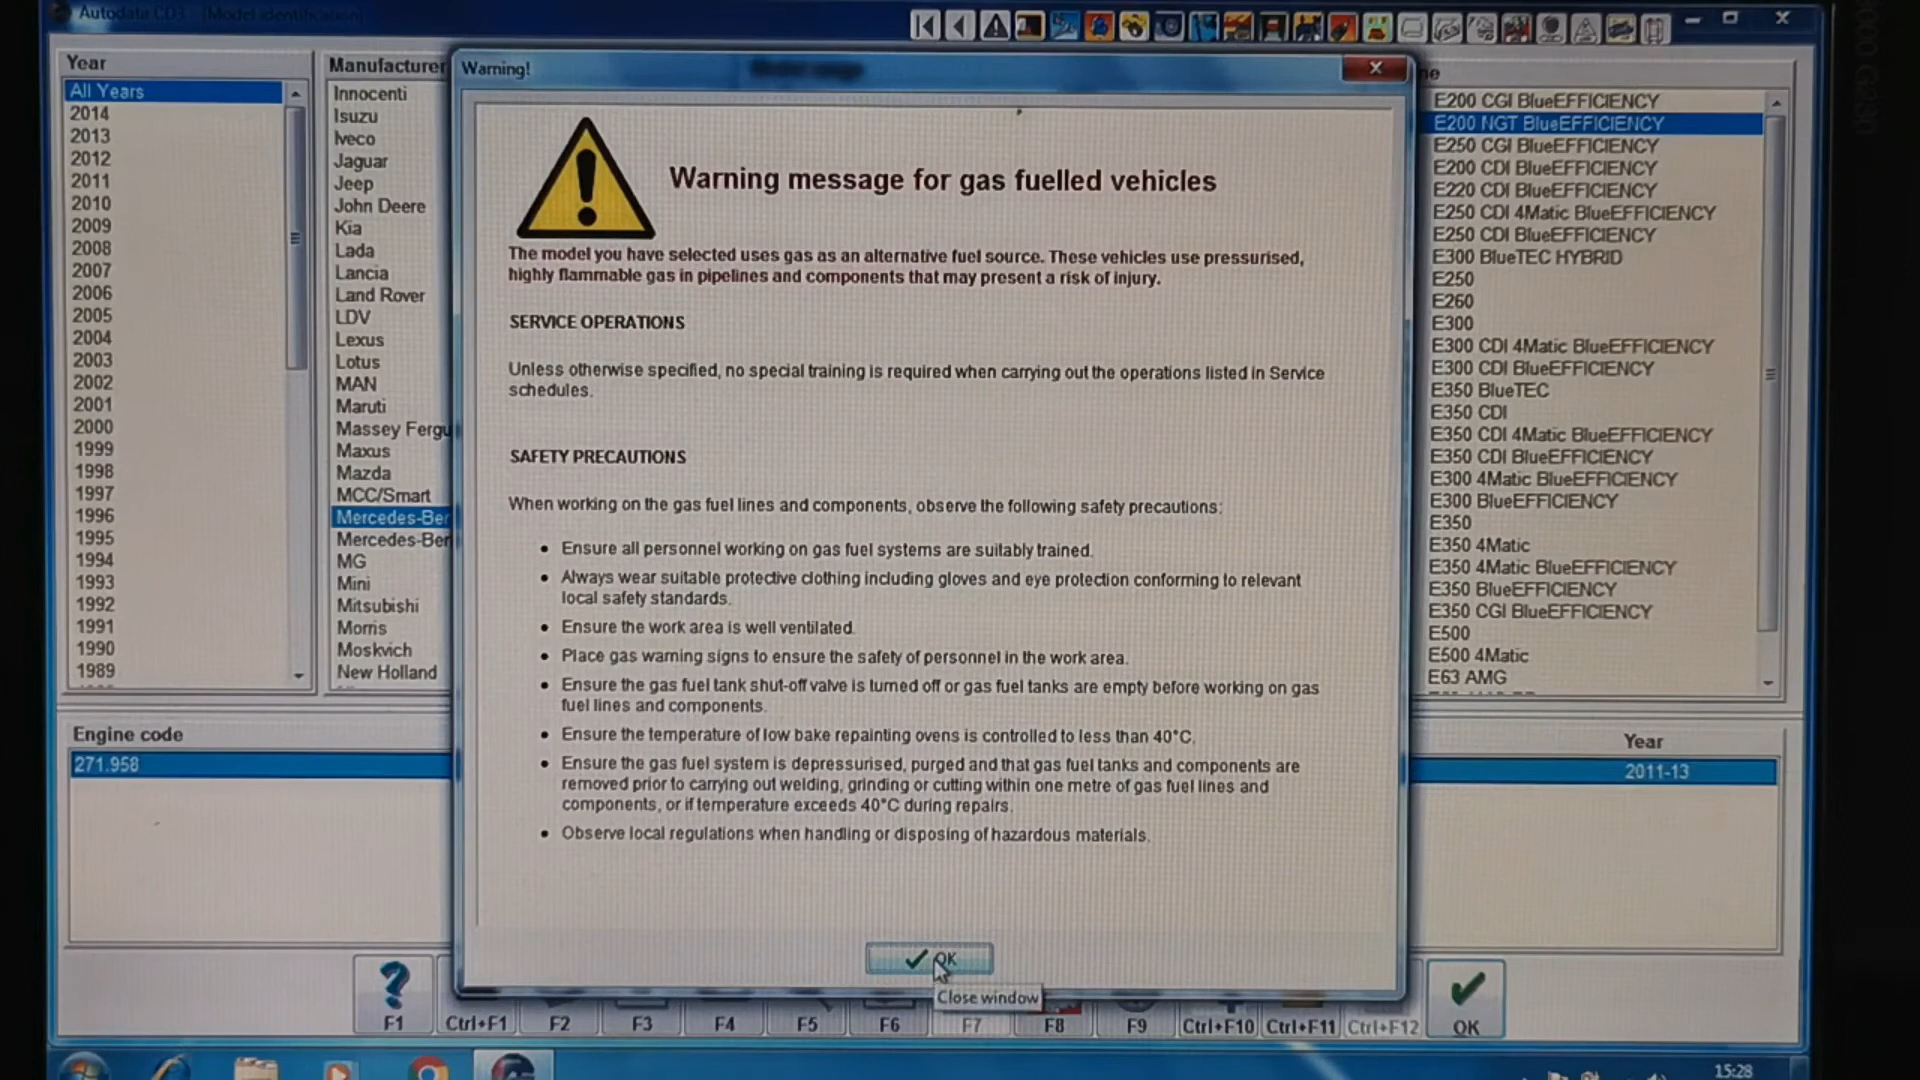 Autodata CD3 - [Model identification]
Year
All Years
2014
2013
2012
2011
2010
2009
2008
2007
2006
2005
2004
2003
2002
2001
2000
1999
1998
1997
1996
1995
1994
1993
1992
1991
1990
1989
Manufacturer
Innocenti
Isuzu
Iveco
Jaguar
Jeep
John Deere
Kia
Lada
Lancia
Land Rover
LDV
Lexus
Lotus
MAN
Maruti
Massey Fergu
Maxus
Mazda
MCC/Smart
Mercedes-Ber
Mercedes-Ber
MG
Mini
Mitsubishi
Morris
Moskvich
New Holland
Warning!
Warning message for gas fuelled vehicles
The model you have selected uses gas as an alternative fuel source. These vehicles use pressurised,
highly flammable gas in pipelines and components that may present a risk of injury.
SERVICE OPERATIONS
Unless otherwise specified, no special training is required when carrying out the operations listed in Service
schedules.
SAFETY PRECAUTIONS
When working on the gas fuel lines and components, observe the following safety precautions:
• Ensure all personnel working on gas fuel systems are suitably trained.
• Always wear suitable protective clothing including gloves and eye protection conforming to relevant
local safety standards.
• Ensure the work area is well ventilated.
• Place gas warning signs to ensure the safety of personnel in the work area.
• Ensure the gas fuel tank shut-off valve is turned off or gas fuel tanks are empty before working on gas
fuel lines and components.
• Ensure the temperature of low bake repainting ovens is controlled to less than 40°C.
• Ensure the gas fuel system is depressurised, purged and that gas fuel tanks and components are
removed prior to carrying out welding, grinding or cutting within one metre of gas fuel lines and
components, or if temperature exceeds 40°C during repairs.
• Observe local regulations when handling or disposing of hazardous materials.
OK
Close window
ne
E200 CGI BlueEFFICIENCY
E200 NGT BlueEFFICIENCY
E250 CGI BlueEFFICIENCY
E200 CDI BlueEFFICIENCY
E220 CDI BlueEFFICIENCY
E250 CDI 4Matic BlueEFFICIENCY
E250 CDI BlueEFFICIENCY
E300 BlueTEC HYBRID
E250
E260
E300
E300 CDI 4Matic BlueEFFICIENCY
E300 CDI BlueEFFICIENCY
E350 BlueTEC
E350 CDI
E350 CDI 4Matic BlueEFFICIENCY
E350 CDI BlueEFFICIENCY
E300 4Matic BlueEFFICIENCY
E300 BlueEFFICIENCY
E350
E350 4Matic
E350 4Matic BlueEFFICIENCY
E350 BlueEFFICIENCY
E350 CGI BlueEFFICIENCY
E500
E500 4Matic
E63 AMG
Engine code
271.958
Year
2011-13
F1
Ctrl+F1
F2
F3
F4
F5
F6
F7
F8
F9
Ctrl+F10
Ctrl+F11
Ctrl+F12
OK
15:28